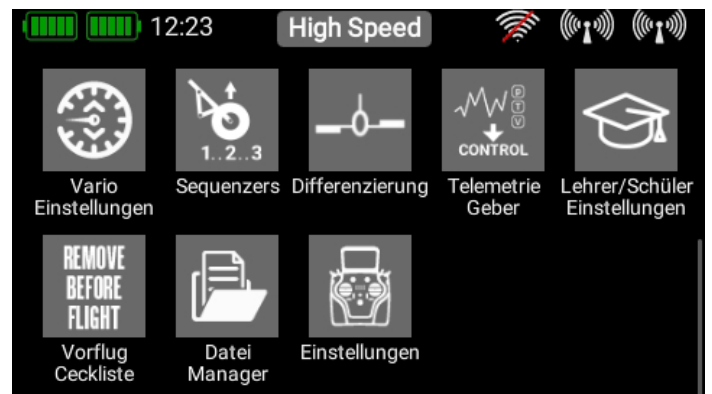 12:23
High Speed
1..2..3
P
T
V
CONTROL
Vario
Einstellungen
Sequenzers
Differenzierung
Telemetrie
Geber
Lehrer/Schüler
Einstellungen
REMOVE
BEFORE
FLIGHT
Vorflug
Ceckliste
Datei
Manager
Einstellungen